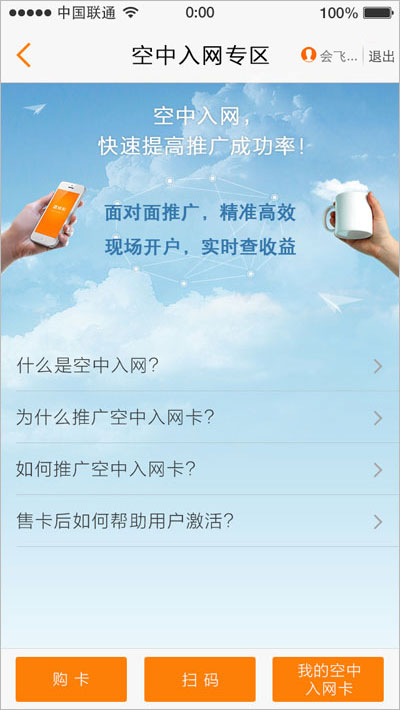 中国联通 0:00 100%
空中入网专区 会飞... 退出
空中入网,
快速提高推广成功率!
面对面推广,精准高效
现场开户,实时查收益
什么是空中入网?
为什么推广空中入网卡?
如何推广空中入网卡?
售卡后如何帮助用户激活?
购卡 扫码 我的空中
入网卡